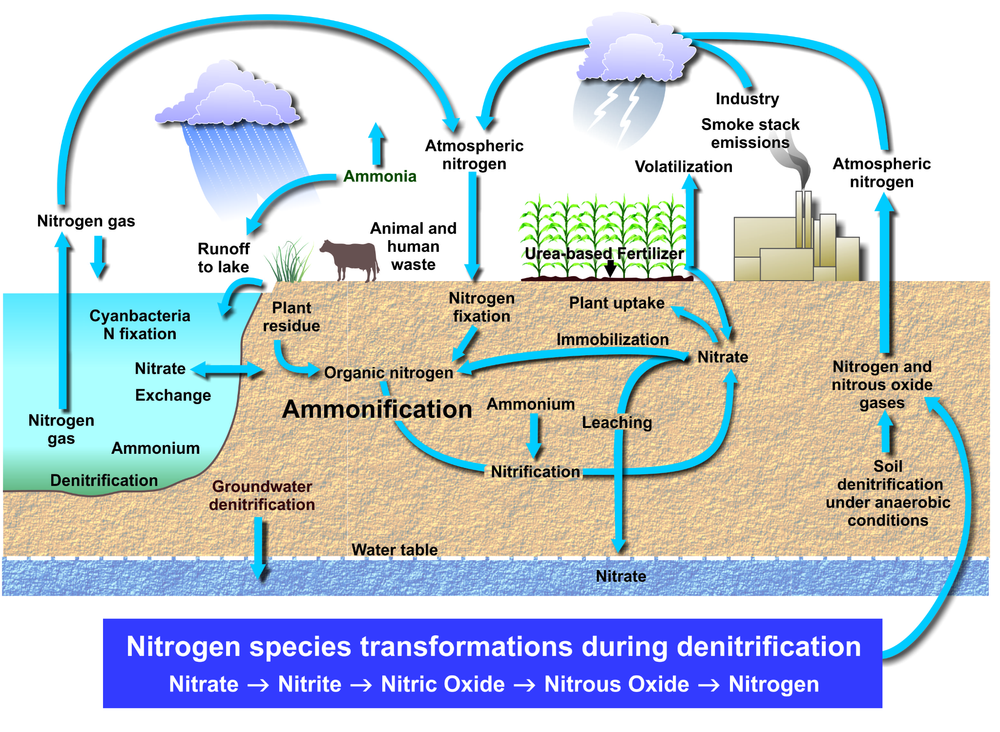 Industry
Smoke stack
emissions
Atmospheric
nitrogen
Volatilization
Atmospheric
nitrogen
Ammonia
Nitrogen gas
Animal and
human
waste
Runoff
to lake
Urea-based Fertilizer
Cyanbacteria
N fixation
Plant
residue
Nitrogen
fixation
Plant uptake
Immobilization
Nitrate
Nitrate
Exchange
Organic nitrogen
Nitrogen and
nitrous oxide
gases
Ammonification
Ammonium
Leaching
Nitrogen
gas
Ammonium
Denitrification
Nitrification
Soil
denitrification
under anaerobic
conditions
Groundwater
denitrification
Water table
Nitrate
Nitrogen species transformations during denitrification
Nitrate → Nitrite → Nitric Oxide → Nitrous Oxide → Nitrogen